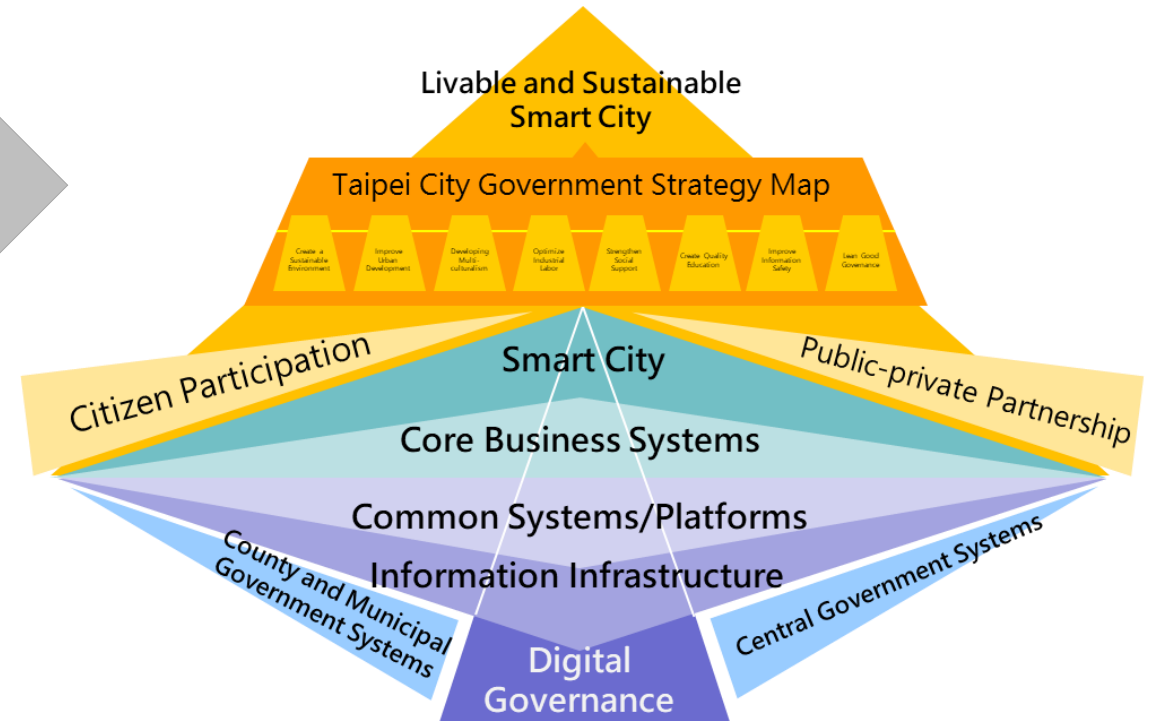 Livable and Sustainable
Smart City
Taipei City Government Strategy Map
Create a
Sustainable
Environment
Improve
Urban
Development
Developing
Multi-
culturalism
Optimize
Industrial
Labor
Strengthen
Social
Support
Create Quality
Education
Improve
Information
Safety
Lean Good
Governance
Citizen Participation
Public-private Partnership
Smart City
Core Business Systems
Common Systems/Platforms
Information Infrastructure
County and Municipal
Government Systems
Central Government Systems
Digital
Governance